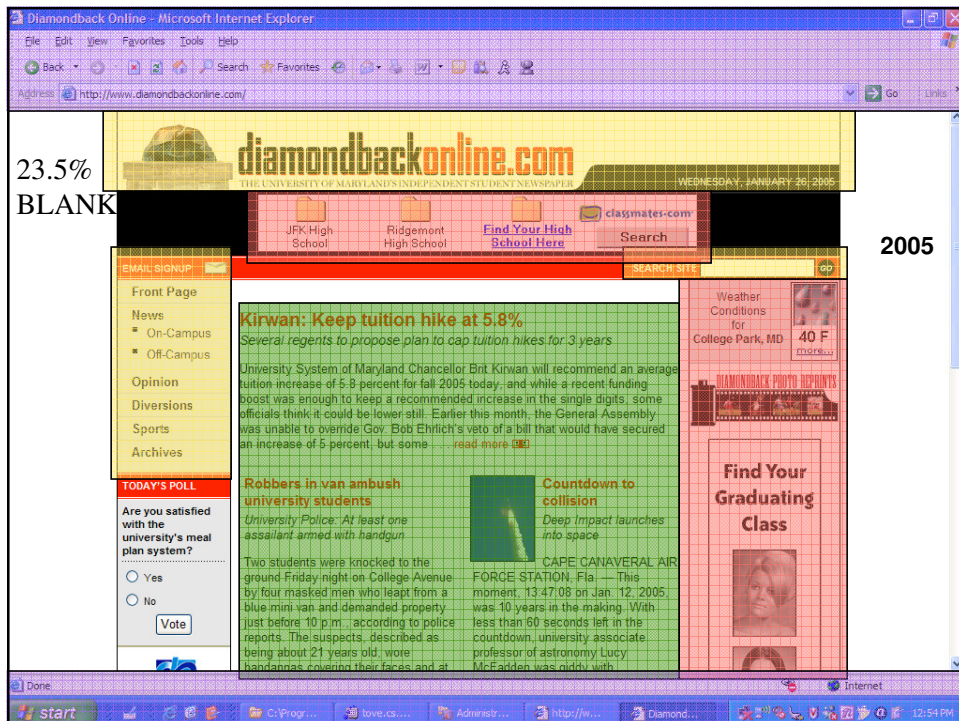 Diamondback Online - Microsoft Internet Explorer
File Edit View Favorites Tools Help
Back Search Favorites
Address http://www.diamondbackonline.com/ Go Links
23.5%
BLANK
diamondbackonline.com
THE UNIVERSITY OF MARYLAND'S INDEPENDENT STUDENT NEWSPAPER
WEDNESDAY, JANUARY 26, 2005
JFK High
School
Ridgemont
High School
Find Your High
School Here
classmates.com
Search
2005
EMAIL SIGNUP
SEARCH SITE GO
Front Page
News
On-Campus
Off-Campus
Opinion
Diversions
Sports
Archives
TODAY'S POLL
Are you satisfied
with the
university's meal
plan system?
Yes
No
Vote
Kirwan: Keep tuition hike at 5.8%
Several regents to propose plan to cap tuition hikes for 3 years
University System of Maryland Chancellor Brit Kirwan will recommend an average
tuition increase of 5.8 percent for fall 2005 today, and while a recent funding
boost was enough to keep a recommended increase in the single digits, some
officials think it could be lower still. Earlier this month, the General Assembly
was unable to override Gov. Bob Ehrlich's veto of a bill that would have secured
an increase of 5 percent, but some . . . read more
Robbers in van ambush
university students
University Police: At least one
assailant armed with handgun
Two students were knocked to the
ground Friday night on College Avenue
by four masked men who leapt from a
blue mini van and demanded property
just before 10 p.m., according to police
reports. The suspects, described as
being about 21 years old, wore
bandannas covering their faces and at
Countdown to
collision
Deep Impact launches
into space
CAPE CANAVERAL AIR
FORCE STATION, Fla. — This
moment, 13:47:08 on Jan. 12, 2005,
was 10 years in the making. With
less than 60 seconds left in the
countdown, university associate
professor of astronomy Lucy
McFadden was giddy with
Weather
Conditions
for
College Park, MD
40 F
more...
DIAMONDBACK PHOTO REPRINTS
Find Your
Graduating
Class
Done Internet
start C:\Progr... tove.cs.... Administr... http://w... Diamond... 12:54 PM